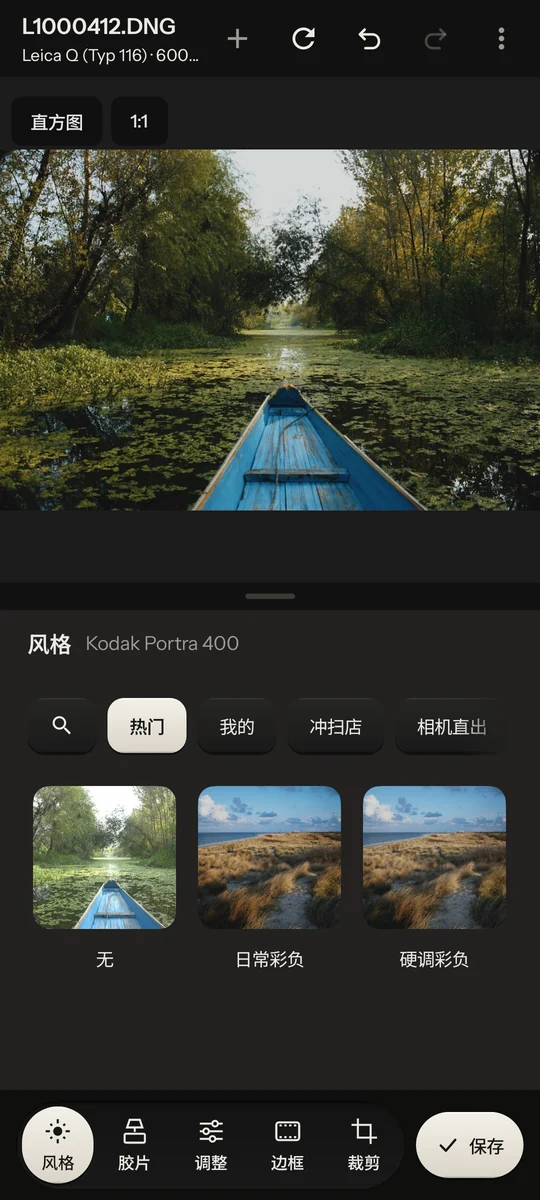 L1000412.DNG
Leica Q (Typ 116) · 600...
直方图
1:1
风格 Kodak Portra 400
热门
我的
冲扫店
相机直出
无
日常彩负
硬调彩负
风格
胶片
调整
边框
裁剪
保存